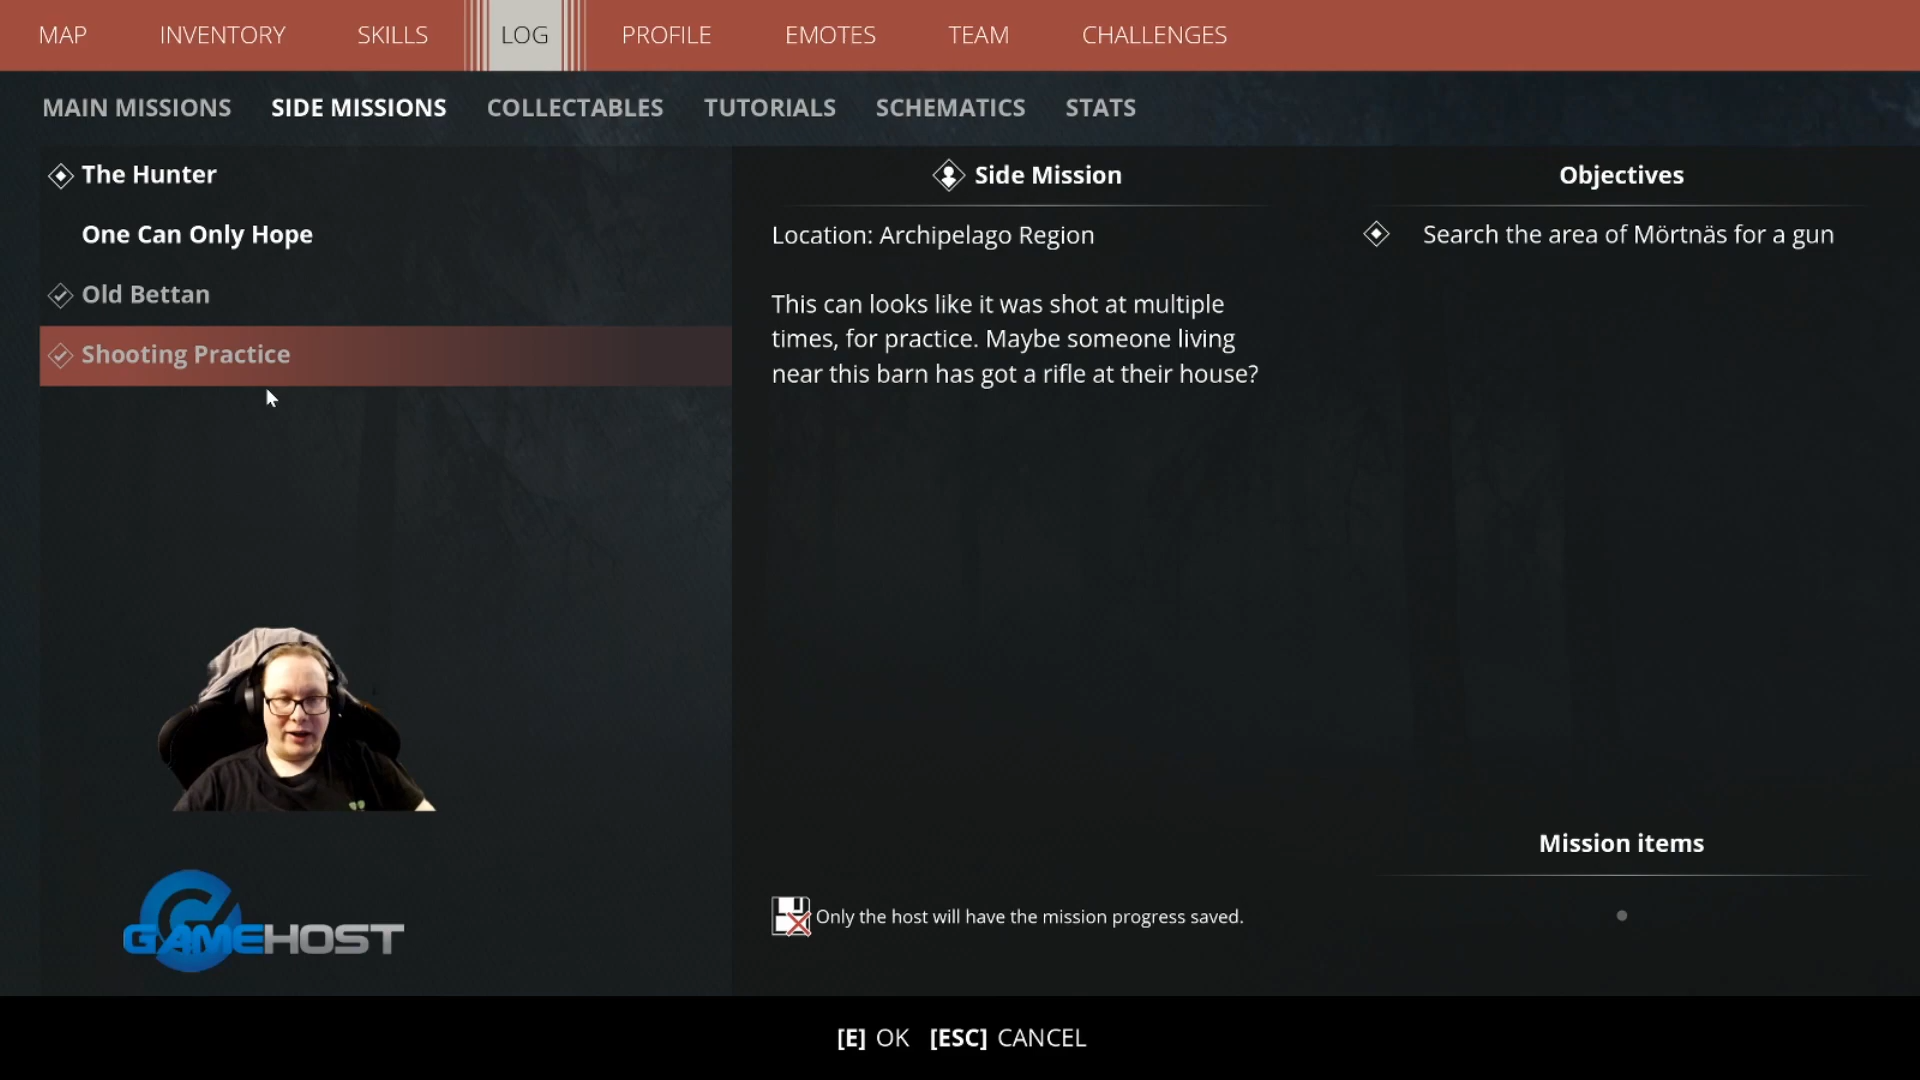 MAP INVENTORY SKILLS LOG PROFILE EMOTES TEAM CHALLENGES
MAIN MISSIONS SIDE MISSIONS COLLECTABLES TUTORIALS SCHEMATICS STATS
The Hunter
One Can Only Hope
Old Bettan
Shooting Practice
Side Mission
Location: Archipelago Region
This can looks like it was shot at multiple
times, for practice. Maybe someone living
near this barn has got a rifle at their house?
Only the host will have the mission progress saved.
Objectives
Search the area of Mörtnäs for a gun
Mission items
GAMEHOST
[E] OK [ESC] CANCEL